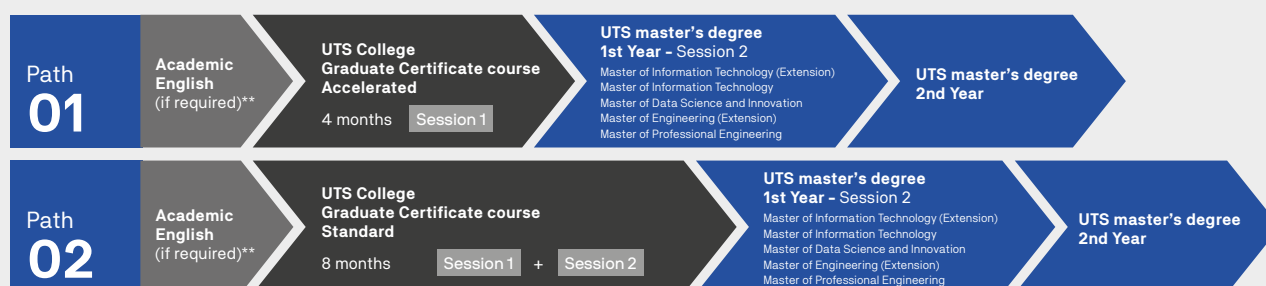 Path
01
Academic
English
(if required)**
UTS College
Graduate Certificate course
Accelerated
4 months Session 1
UTS master's degree
1st Year - Session 2
Master of Information Technology (Extension)
Master of Information Technology
Master of Data Science and Innovation
Master of Engineering (Extension)
Master of Professional Engineering
UTS master's degree
2nd Year
Path
02
Academic
English
(if required)**
UTS College
Graduate Certificate course
Standard
8 months Session 1 + Session 2
UTS master's degree
1st Year - Session 2
Master of Information Technology (Extension)
Master of Information Technology
Master of Data Science and Innovation
Master of Engineering (Extension)
Master of Professional Engineering
UTS master's degree
2nd Year